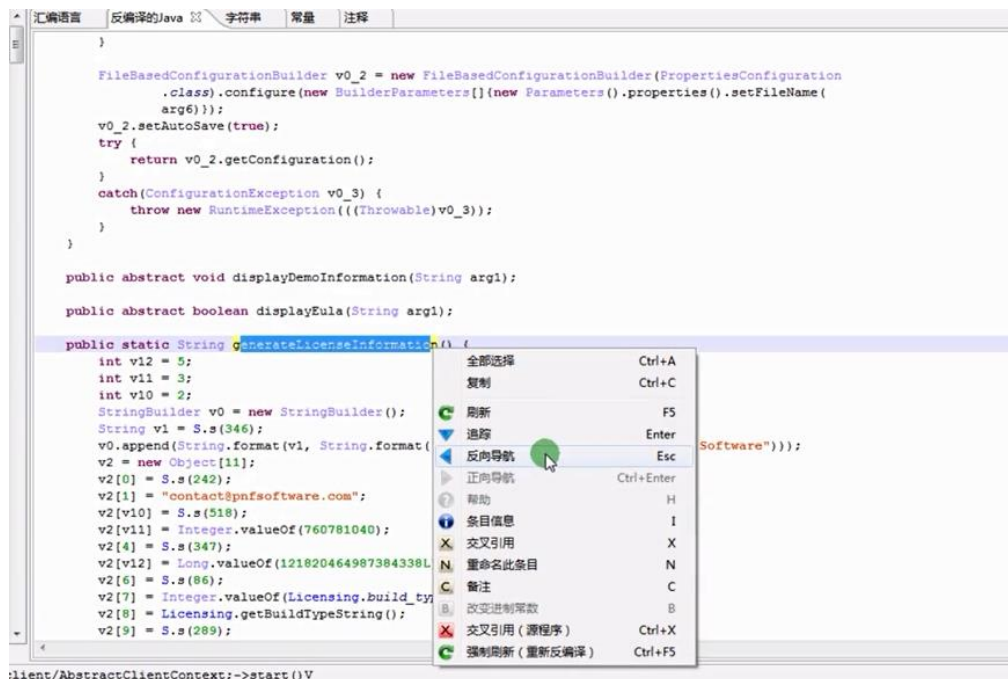 汇编语言 反编译的Java 字符串 常量 注释
}
FileBasedConfigurationBuilder v0_2 = new FileBasedConfigurationBuilder(PropertiesConfiguration
.class).configure(new BuilderParameters[]{new Parameters().properties().setFileName(
arg6)});
v0_2.setAutoSave(true);
try {
return v0_2.getConfiguration();
}
catch(ConfigurationException v0_3) {
throw new RuntimeException(((Throwable)v0_3));
}
}
public abstract void displayDemoInformation(String arg1);
public abstract boolean displayEula(String arg1);
public static String generateLicenseInformation() {
int v12 = 5;
int v11 = 3;
int v10 = 2;
StringBuilder v0 = new StringBuilder();
String v1 = S.s(346);
v0.append(String.format(v1, String.format( Software")));
v2 = new Object[11];
v2[0] = S.s(242);
v2[1] = "contact@pnfsoftware.com";
v2[v10] = S.s(518);
v2[v11] = Integer.valueOf(760781040);
v2[4] = S.s(347);
v2[v12] = Long.valueOf(1218204649873843338L
v2[6] = S.s(86);
v2[7] = Integer.valueOf(Licensing.build_ty
v2[8] = Licensing.getBuildTypeString();
v2[9] = S.s(289);
全部选择 Ctrl+A
复制 Ctrl+C
刷新 F5
追踪 Enter
反向导航 Esc
正向导航 Ctrl+Enter
帮助 H
条目信息 I
X 交叉引用 X
N 重命名此条目 N
C 备注 C
B 改变进制常数 B
X 交叉引用（源程序） Ctrl+X
强制刷新（重新反编译） Ctrl+F5
client/AbstractClientContext;->start()V